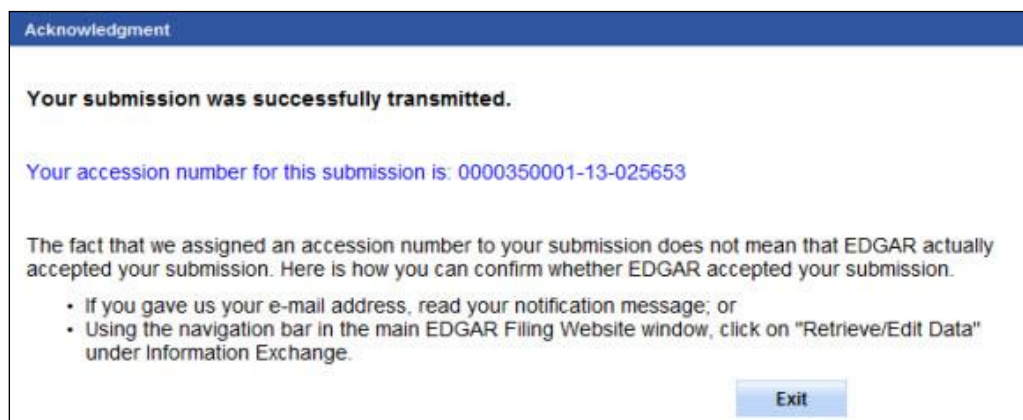 Acknowledgment
Your submission was successfully transmitted.
Your accession number for this submission is: 0000350001-13-025653
The fact that we assigned an accession number to your submission does not mean that EDGAR actually
accepted your submission. Here is how you can confirm whether EDGAR accepted your submission.
• If you gave us your e-mail address, read your notification message; or
• Using the navigation bar in the main EDGAR Filing Website window, click on "Retrieve/Edit Data"
under Information Exchange.
Exit